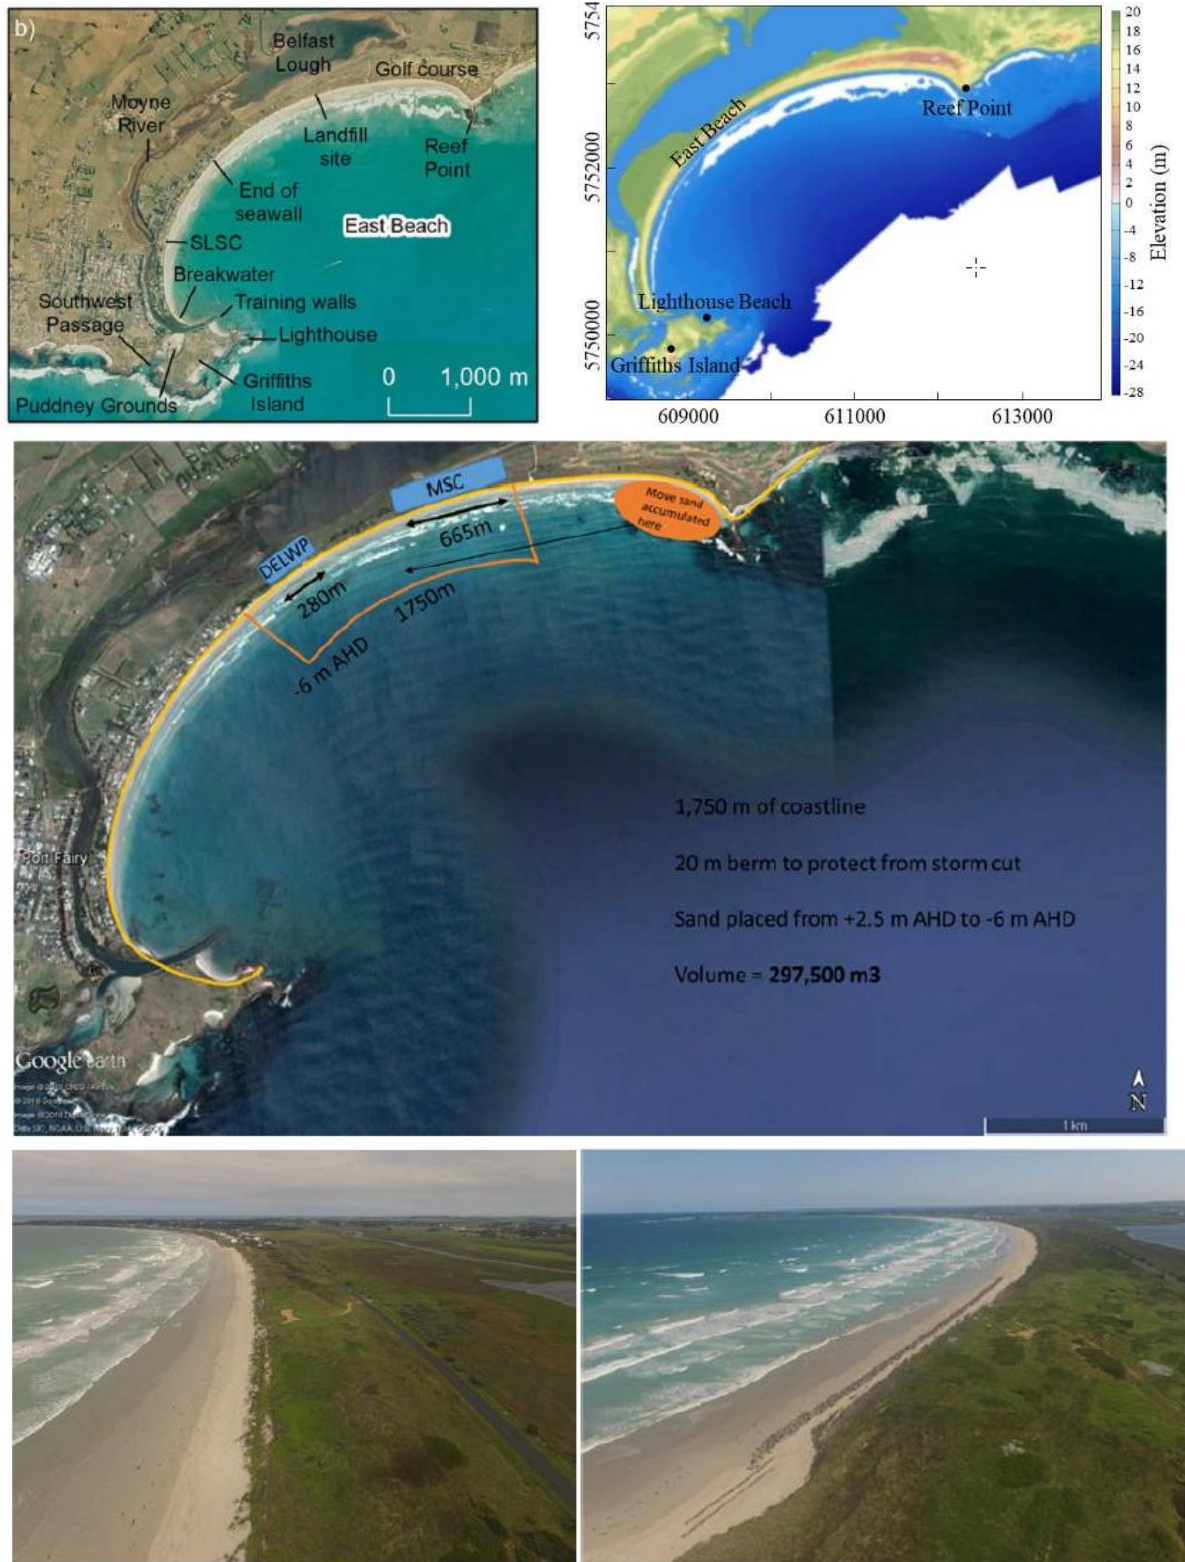 b)
Belfast
Lough
Golf course
Moyne
River
Landfill
site
Reef
Point
End of
seawall
East Beach
SLSC
Breakwater
Southwest
Passage
Training walls
Lighthouse
Griffiths
Island
Puddney Grounds
0 1,000 m
5754
5752000
5750000
East Beach
Reef Point
Lighthouse Beach
Griffiths Island
609000 611000 613000
20
18
16
14
12
10
8
6
4
2
0
-4
-8
-12
-16
-20
-24
-28
Elevation (m)
MSC
665m
Move sand
accumulated
here
DELWP
280m
1750m
-6 m AHD
1,750 m of coastline
20 m berm to protect from storm cut
Sand placed from +2.5 m AHD to -6 m AHD
Volume = 297,500 m3
Port Fairy
Google earth
N
1 km